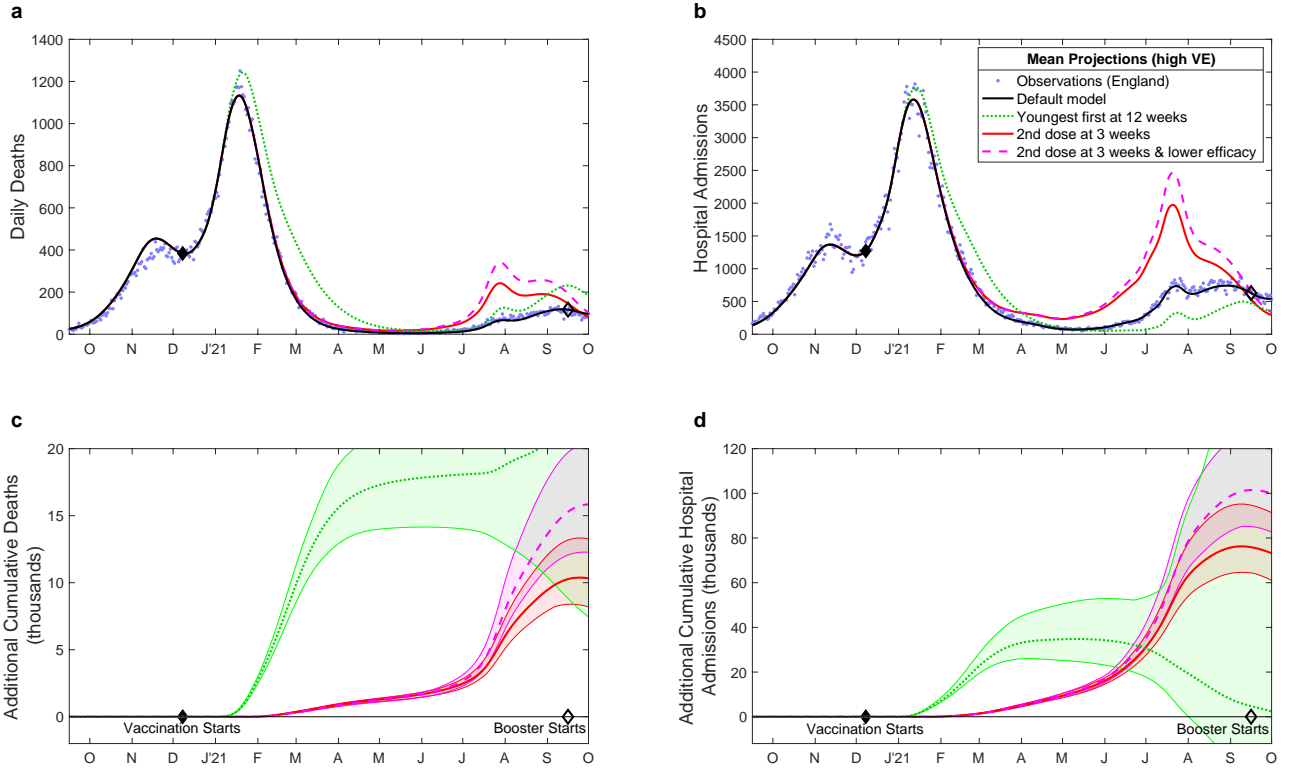 a
1400
1200
1000
800
600
400
200
0
Daily Deaths
O N D J'21 F M A M J J A S O
b
4500
4000
3500
3000
2500
2000
1500
1000
500
0
Hospital Admissions
Mean Projections (high VE)
Observations (England)
Default model
Youngest first at 12 weeks
2nd dose at 3 weeks
2nd dose at 3 weeks & lower efficacy
O N D J'21 F M A M J J A S O
c
20
15
10
5
0
Additional Cumulative Deaths
(thousands)
Vaccination Starts
Booster Starts
O N D J'21 F M A M J J A S O
d
120
100
80
60
40
20
0
Additional Cumulative Hospital
Admissions (thousands)
Vaccination Starts
Booster Starts
O N D J'21 F M A M J J A S O